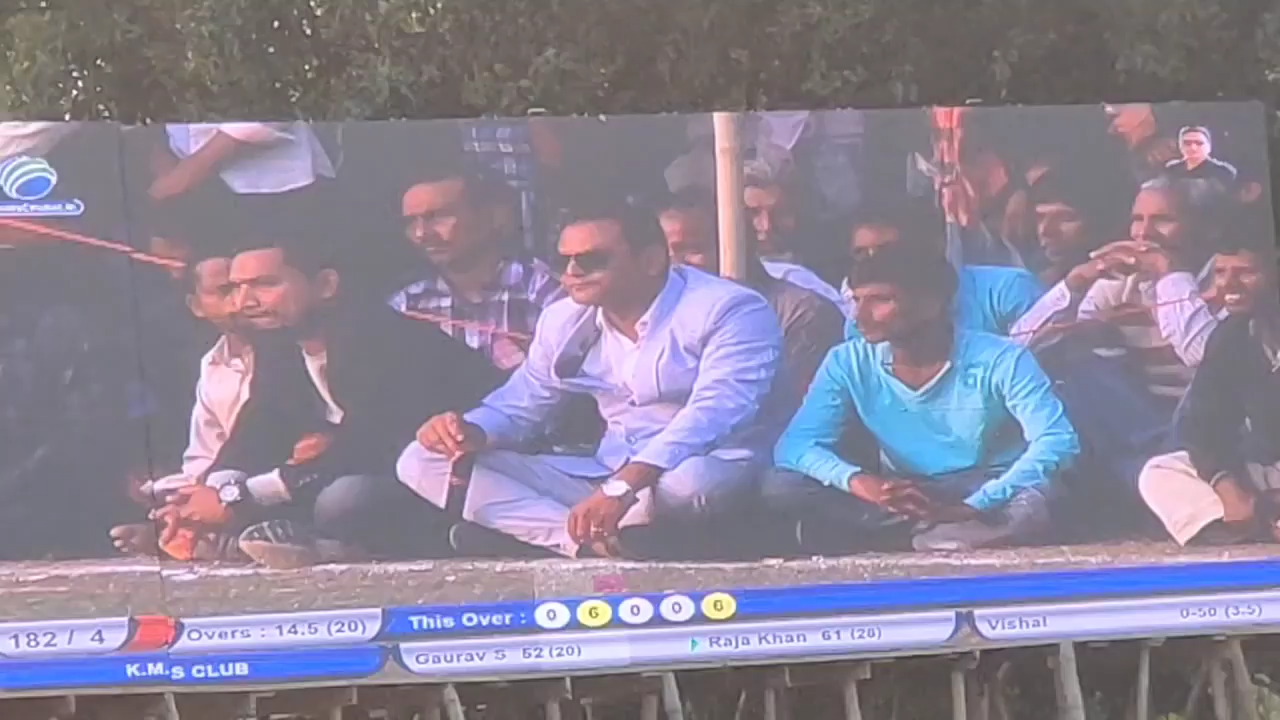 This Over : 0 6 0 0 6
182 / 4 Overs : 14.5 (20)
Gaurav S 52 (20) Raja Khan 61 (28) Vishal 0-50 (3.5)
K.M.S CLUB